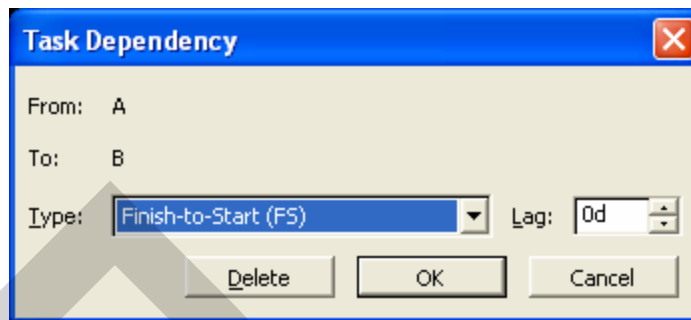 Task Dependency
From: A
To: B
Type: Finish-to-Start (FS) Lag: 0d
Delete OK Cancel